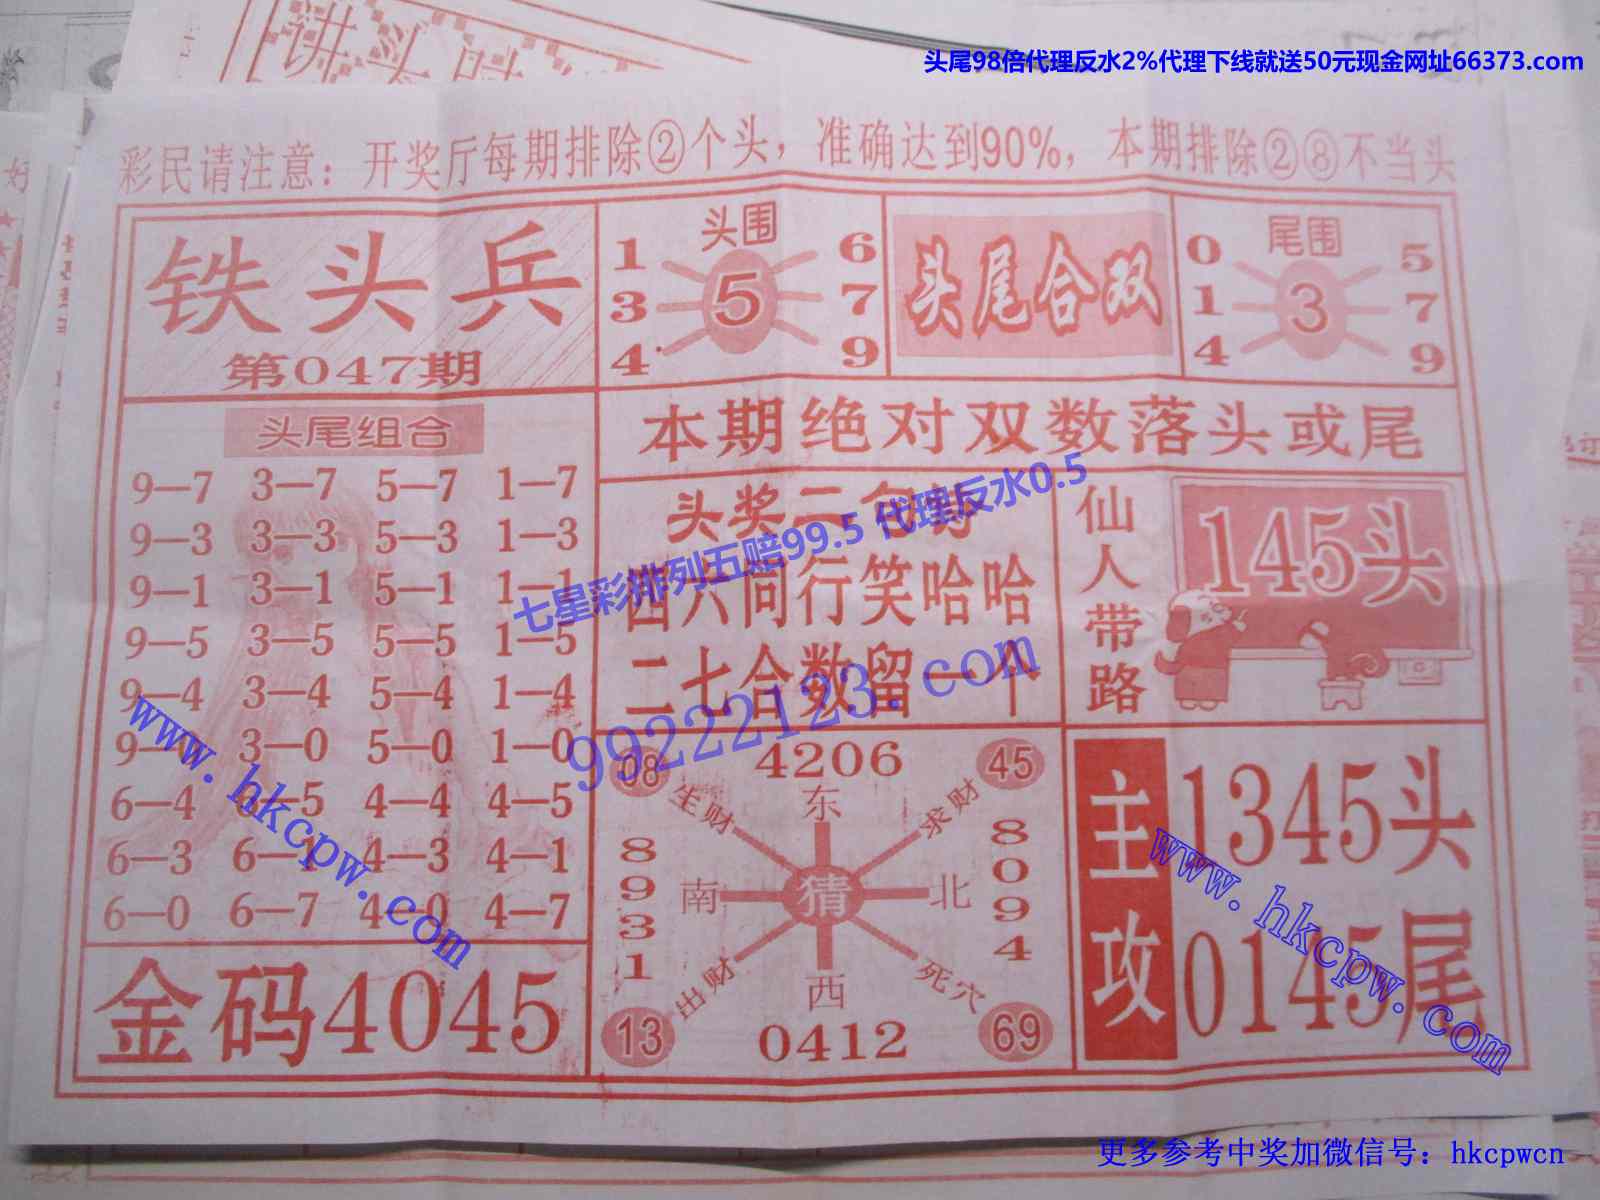 头尾98倍代理反水2%代理下线就送50元现金网址66373.com
彩民请注意：开奖厅每期排除②个头，准确达到90%，本期排除②⑧不当头
铁头兵
第047期
头围
1 6
3 5 7
4 9
头尾合双
尾围
0 5
1 3 7
4 9
头尾组合
9—7 3—7 5—7 1—7
9—3 3—3 5—3 1—3
9—1 3—1 5—1 1—1
9—5 3—5 5—5 1—5
9—4 3—4 5—4 1—4
9—0 3—0 5—0 1—0
6—4 6—5 4—4 4—5
6—3 6—1 4—3 4—1
6—0 6—7 4—0 4—7
金码4045
本期绝对双数落头或尾
头奖二句
四六同行笑哈哈
二七合数留一个
仙人带路
145头
08 4206 45
生财 东 求财
8931
南 猜 北
8094
出财 西 死穴
13 0412 69
主攻
1345头
0145尾
七星彩排列五赔99.5 代理反水0.5
99222123.com
www.hkcpw.com
www.hkcpw.com
更多参考中奖加微信号：hkcpwcn